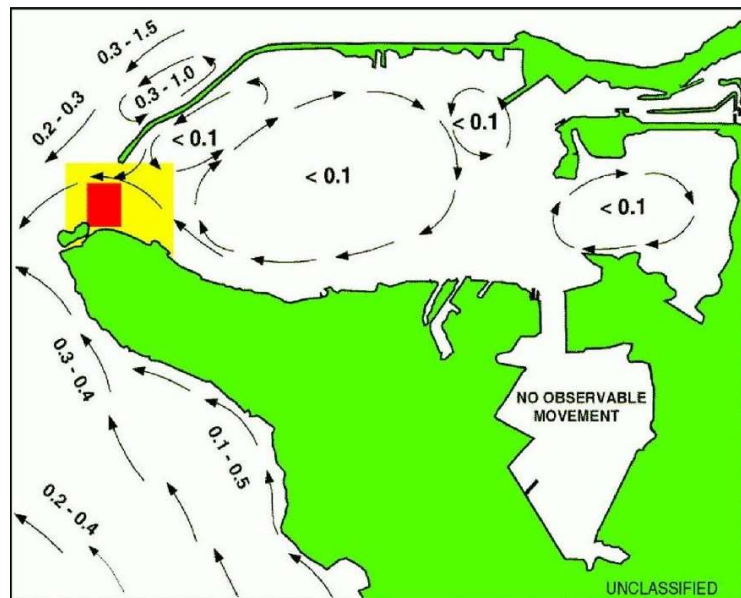 0.3 - 1.5
0.3 - 1.0
0.2 - 0.3
< 0.1
< 0.1
< 0.1
< 0.1
0.3 - 0.4
0.1 - 0.5
0.2 - 0.4
NO OBSERVABLE
MOVEMENT
UNCLASSIFIED